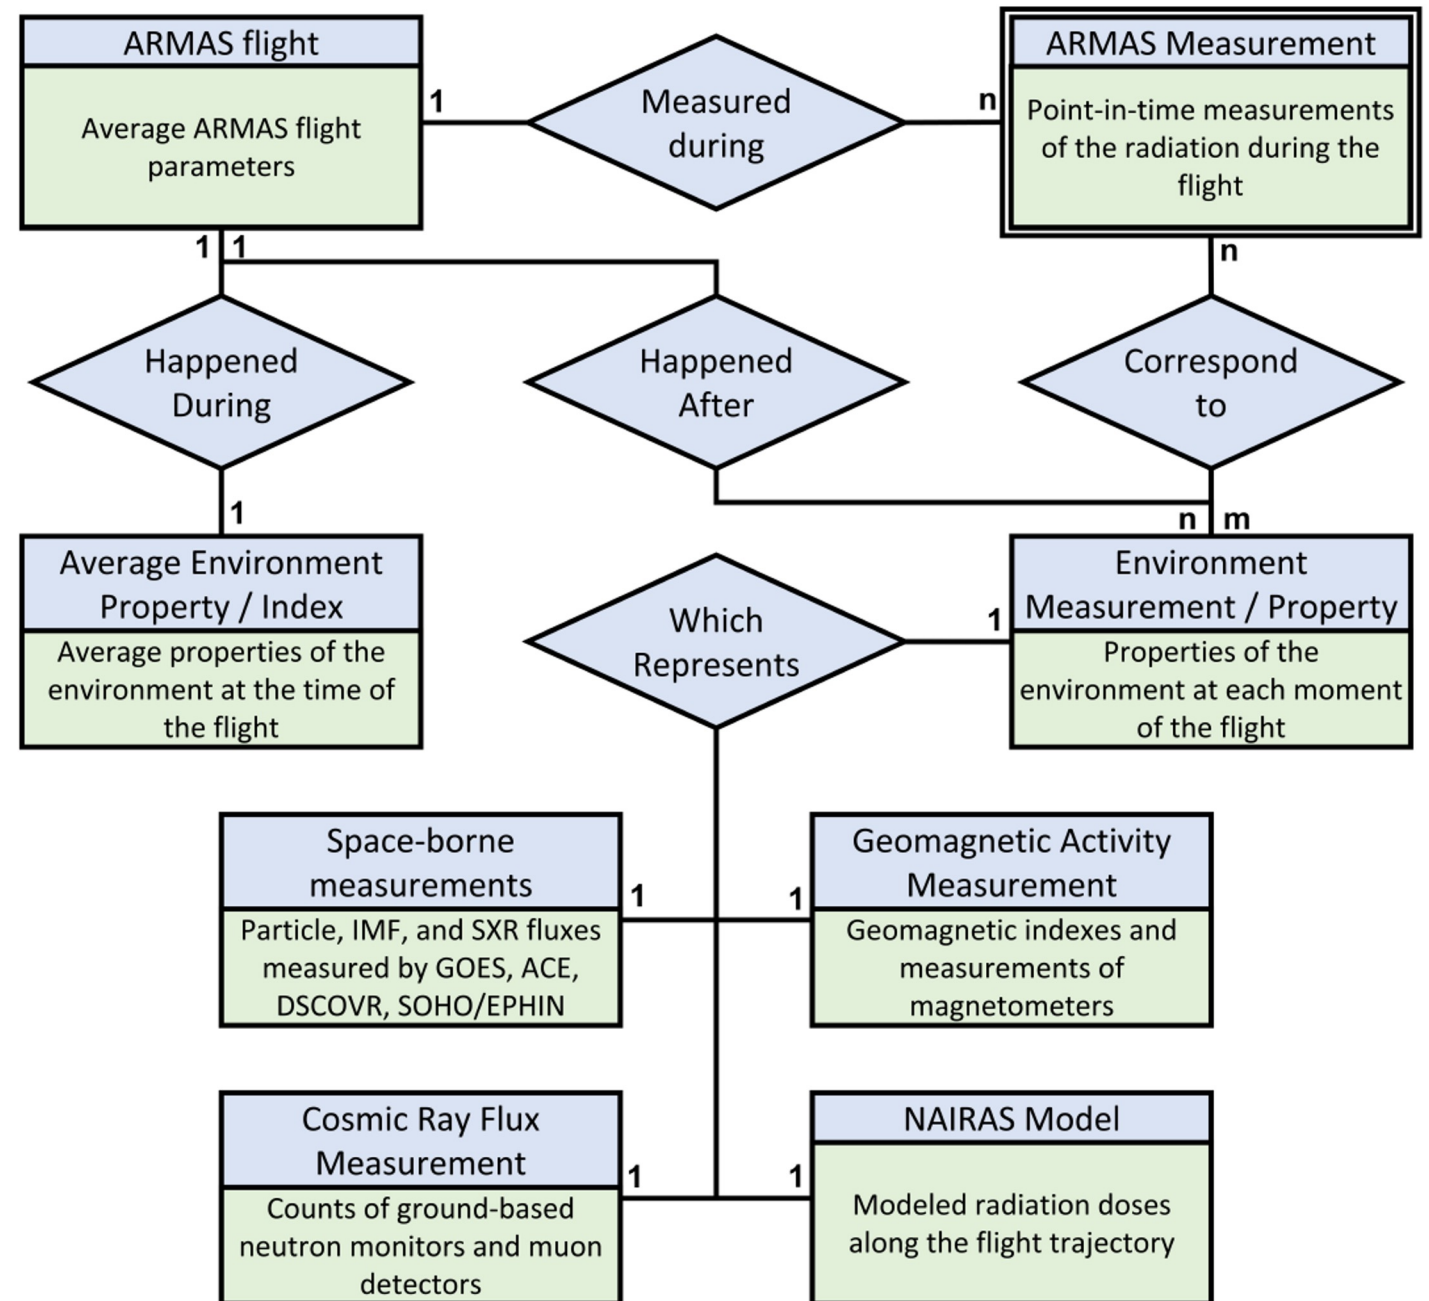 ARMAS flight
Average ARMAS flight
parameters
1
Measured
during
n
ARMAS Measurement
Point-in-time measurements
of the radiation during the
flight
1
1
n
Happened
During
Happened
After
Correspond
to
1
n
m
Average Environment
Property / Index
Average properties of the
environment at the time of
the flight
Which
Represents
1
Environment
Measurement / Property
Properties of the
environment at each moment
of the flight
Space-borne
measurements
Particle, IMF, and SXR fluxes
measured by GOES, ACE,
DSCOVR, SOHO/EPHIN
1
1
Geomagnetic Activity
Measurement
Geomagnetic indexes and
measurements of
magnetometers
Cosmic Ray Flux
Measurement
Counts of ground-based
neutron monitors and muon
detectors
1
1
NAIRAS Model
Modeled radiation doses
along the flight trajectory